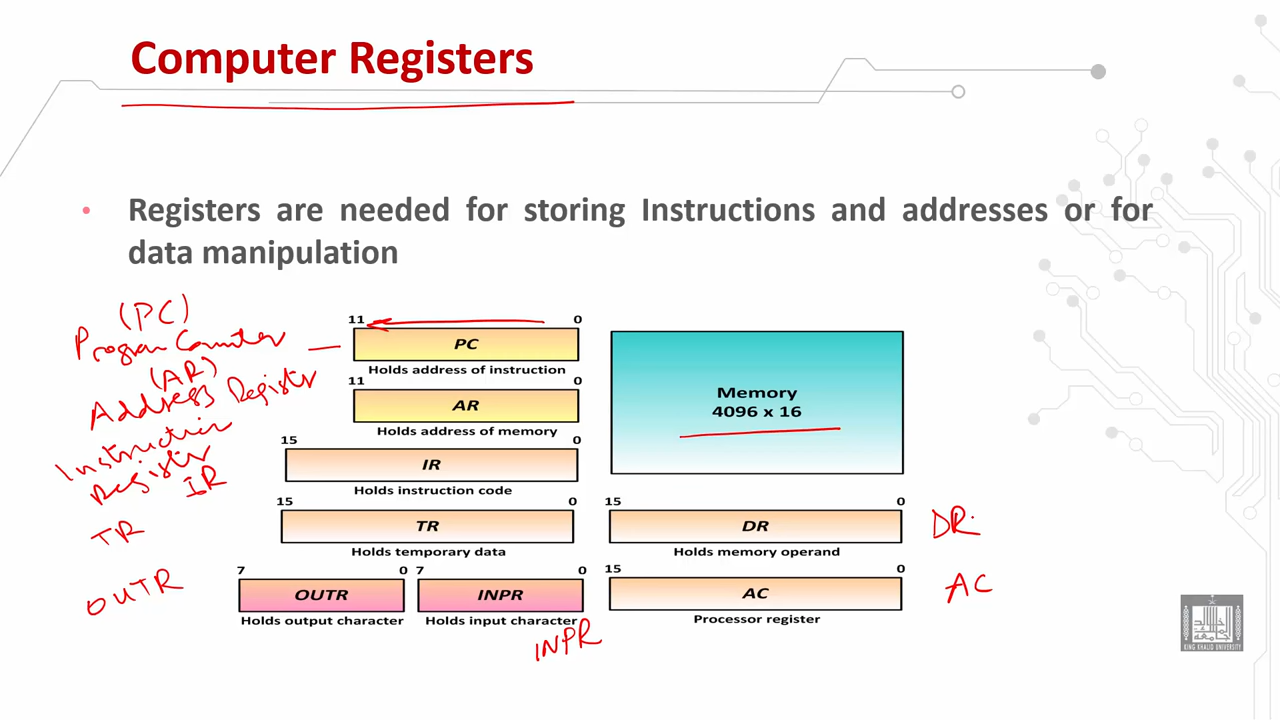 Computer Registers
• Registers are needed for storing Instructions and addresses or for
data manipulation
(PC)
Program Counter
11 0
PC
Holds address of instruction
(AR)
Address Register
11 0
AR
Holds address of memory
Memory
4096 x 16
Instruction
Register
IR
15 0
IR
Holds instruction code
TR
15 0
TR
Holds temporary data
15 0
DR
Holds memory operand
DR
OUTR
7 0
OUTR
Holds output character
7 0
INPR
Holds input character
INPR
15 0
AC
Processor register
AC
KING KHALID UNIVERSITY